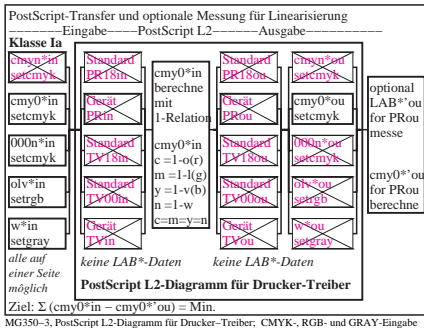 PostScript-Transfer und optionale Messung für Linearisierung
Eingabe PostScript L2 Ausgabe
Klasse Ia
cmyn*in
setcmyk
cmy0*in
setcmyk
000n*in
setcmyk
olv*in
setrgb
w*in
setgray
alle auf
einer Seite
möglich
Standard
PR18in
Gerät
PRin
Standard
TV18in
Standard
TV00in
Gerät
TVin
keine LAB*-Daten
cmy0*in
berechne
mit
1-Relation
cmy0*in
c =1-o(r)
m =1-l(g)
y =1-v(b)
n =1-w
c=m=y=n
Standard
PR18ou
Gerät
PRou
Standard
TV18ou
Standard
TV00ou
Gerät
TVou
keine LAB*-Daten
cmyn*ou
setcmyk
cmy0*ou
setcmyk
000n*ou
setcmyk
olv*ou
setrgb
w*ou
setgray
optional
LAB*'ou
for PRou
messe
cmy0*'ou
for PRou
berechne
PostScript L2-Diagramm für Drucker-Treiber
Ziel: Σ (cmy0*in − cmy0*'ou) = Min.
MG350−3, PostScript L2-Diagramm für Drucker−Treiber; CMYK-, RGB- und GRAY-Eingabe